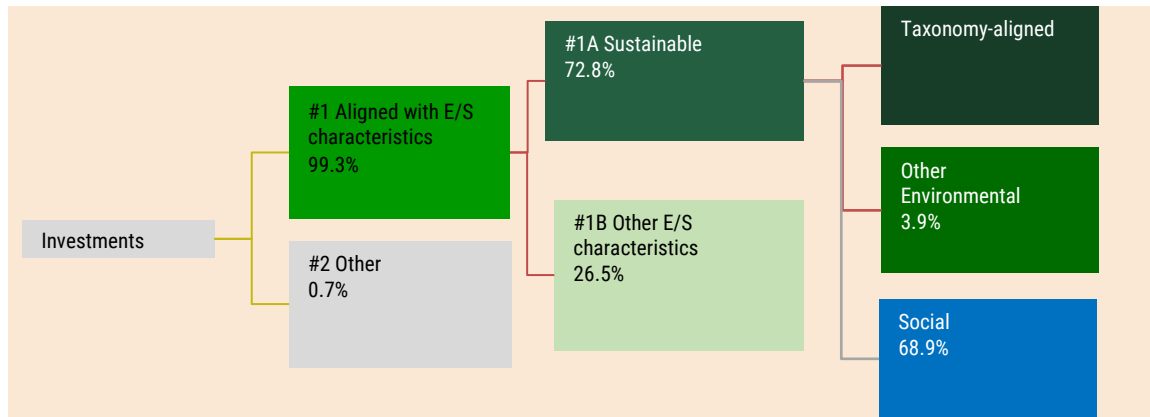 Investments
#1 Aligned with E/S
characteristics
99.3%
#2 Other
0.7%
#1A Sustainable
72.8%
#1B Other E/S
characteristics
26.5%
Taxonomy-aligned
Other
Environmental
3.9%
Social
68.9%